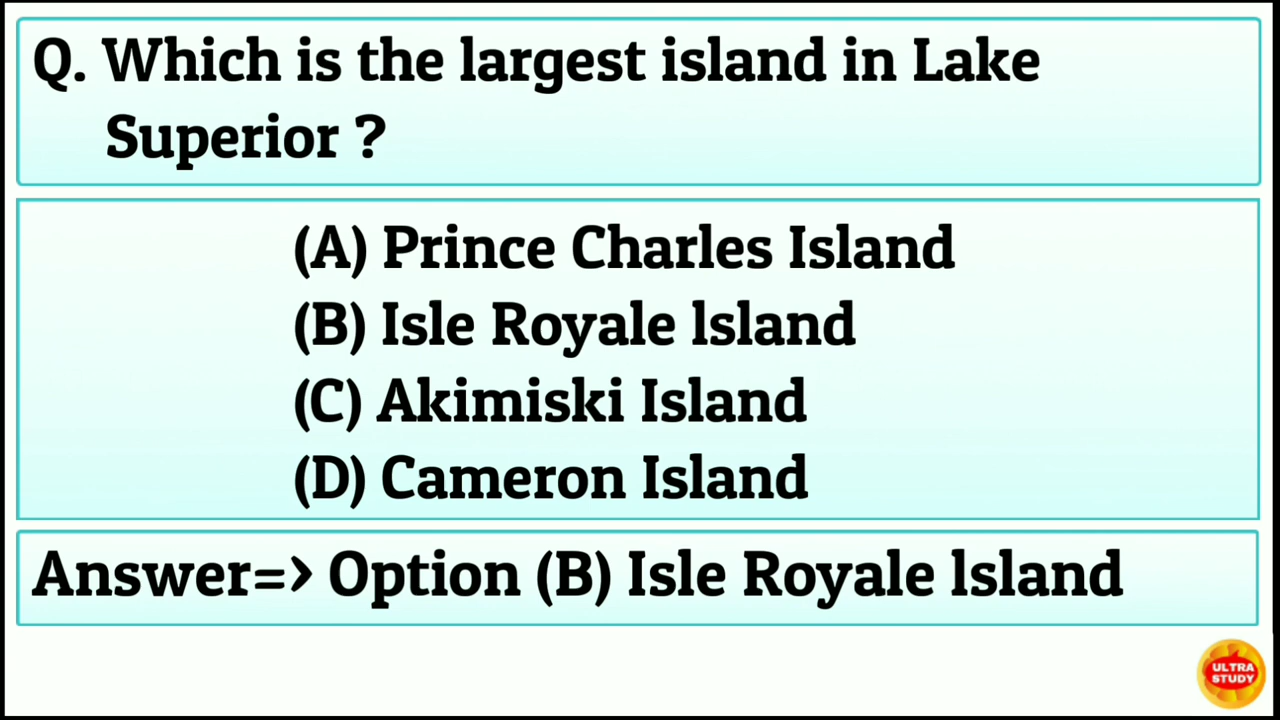 Q. Which is the largest island in Lake
Superior ?
(A) Prince Charles Island
(B) Isle Royale lsland
(C) Akimiski Island
(D) Cameron Island
Answer=> Option (B) Isle Royale lsland
ULTRA
STUDY